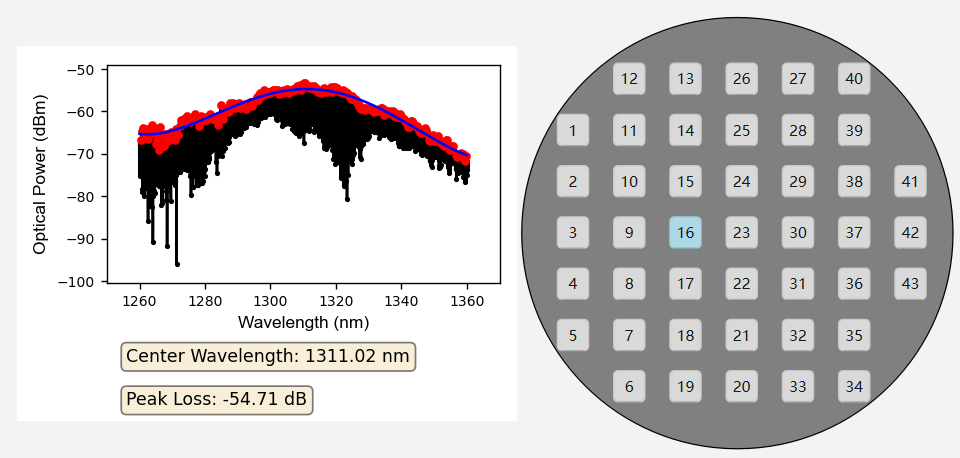 −50
−60
−70
−80
−90
−100
Optical Power (dBm)
1260 1280 1300 1320 1340 1360
Wavelength (nm)
Center Wavelength: 1311.02 nm
Peak Loss: -54.71 dB
12 13 26 27 40
1 11 14 25 28 39
2 10 15 24 29 38 41
3 9 16 23 30 37 42
4 8 17 22 31 36 43
5 7 18 21 32 35
6 19 20 33 34